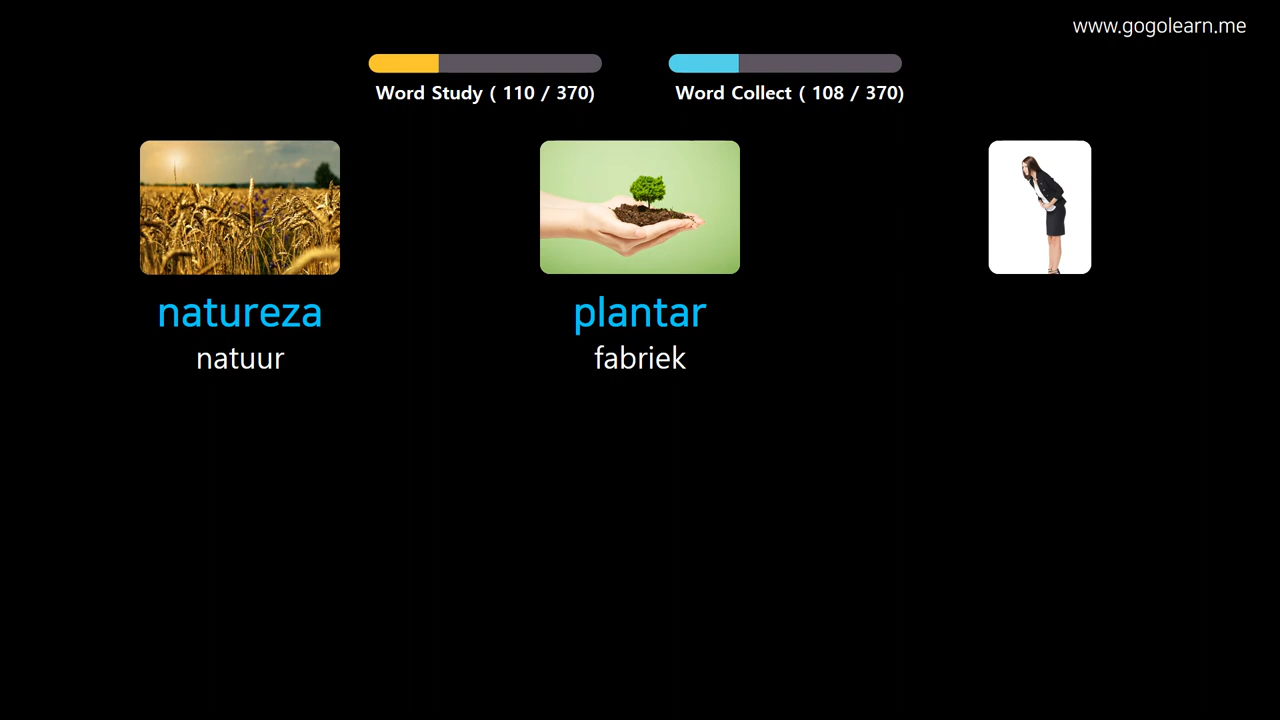 www.gogolearn.me
Word Study ( 110 / 370)
Word Collect ( 108 / 370)
natureza
natuur
plantar
fabriek